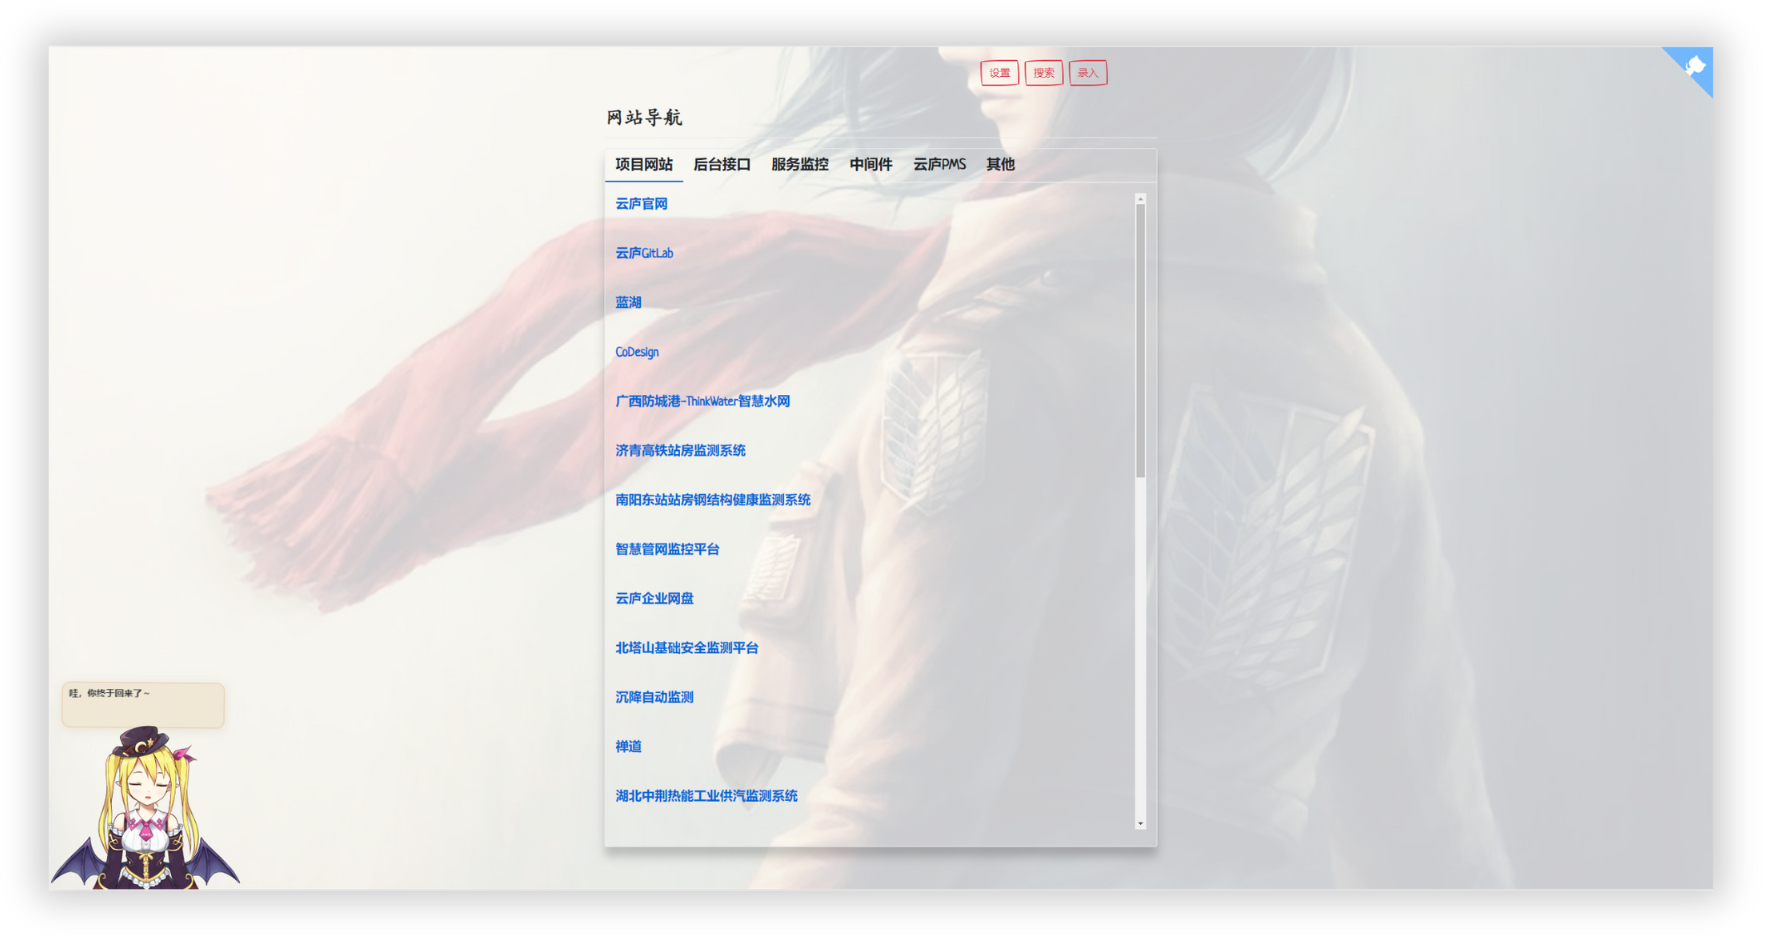 设置 搜索 录入
网站导航
项目网站 后台接口 服务监控 中间件 云庐PMS 其他
云庐官网
云庐GitLab
蓝湖
CoDesign
广西防城港-ThinkWater智慧水网
济青高铁站房监测系统
南阳东站站房钢结构健康监测系统
智慧管网监控平台
云庐企业网盘
北塔山基础安全监测平台
沉降自动监测
禅道
湖北中荆热能工业供汽监测系统
哇，你终于回来了～